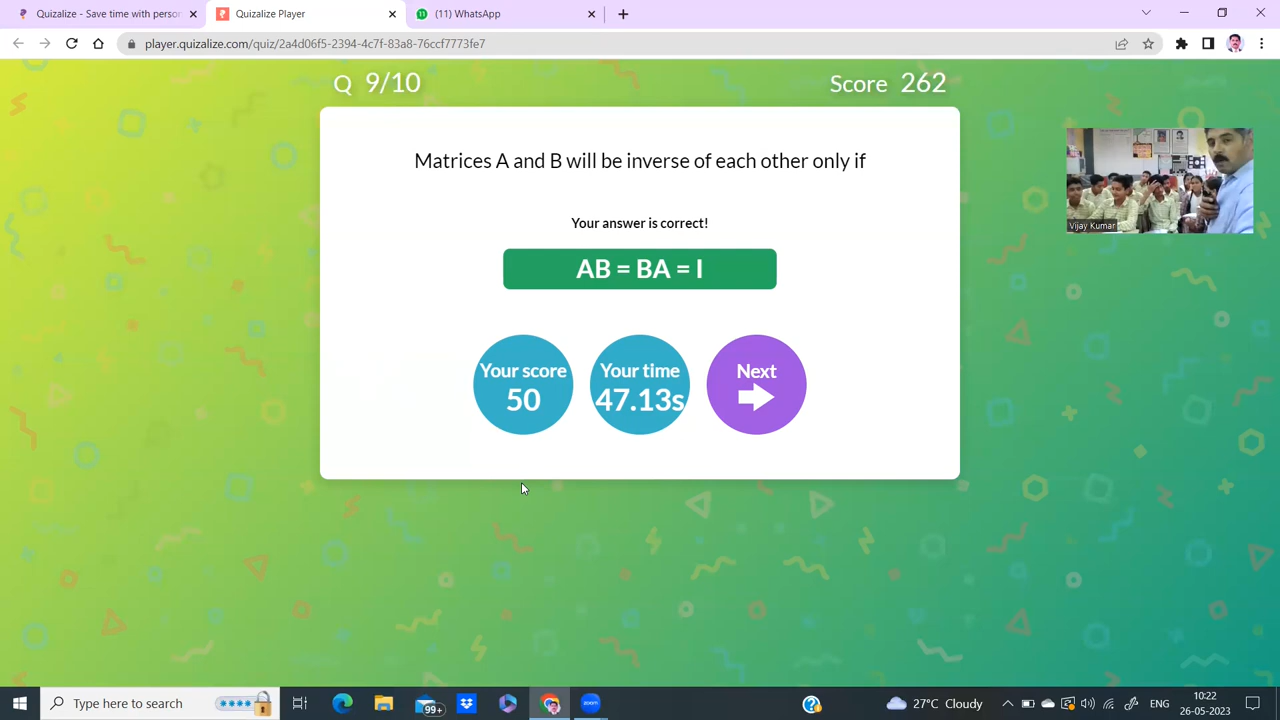 Quizalize - Save time with person
Quizalize Player
(11) WhatsApp
player.quizalize.com/quiz/2a4d06f5-2394-4c7f-83a8-76ccf7773fe7
Q 9/10
Score 262
Matrices A and B will be inverse of each other only if
Your answer is correct!
AB = BA = I
Your score
50
Your time
47.13s
Next
Vijay Kumar
Type here to search
99+
zoom
27°C Cloudy
ENG
10:22
26-05-2023